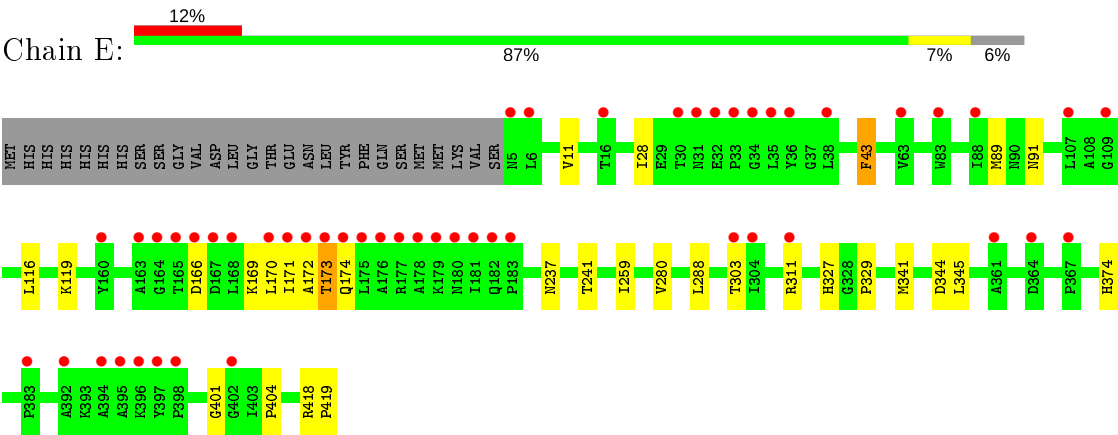 12%
Chain E:
87% 7% 6%
MET HIS HIS HIS HIS HIS HIS SER SER GLY VAL ASP LEU GLY THR GLU ASN LEU TYR PHE GLN SER MET MET LYS VAL SER N5 L6 V11 T16 I28 E29 T30 N31 E32 P33 G34 L35 Y36 G37 L38 F43 V63 W83 I88 M89 N90 N91 L107 A108 G109
L116 K119 Y160 A163 G164 T165 D166 D167 L168 K169 L170 I171 A172 T173 Q174 L175 A176 R177 A178 K179 N180 I181 Q182 P183 N237 T241 I259 V280 L288 T303 I304 R311 H327 G328 P329 M341 D344 L345 A361 D364 P367 H374
P383 A392 K393 A394 A395 K396 Y397 P398 G401 G402 I403 P404 R418 P419